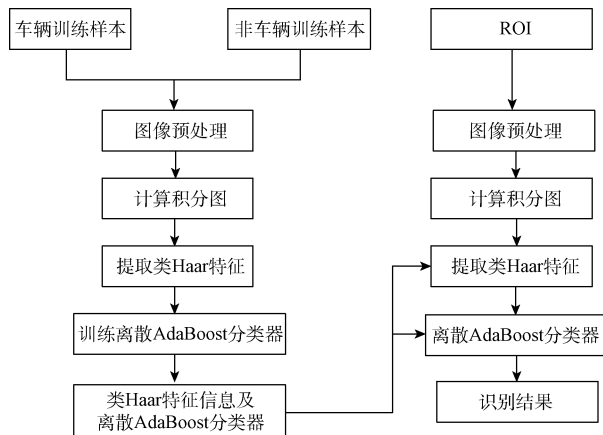 车辆训练样本
非车辆训练样本
图像预处理
计算积分图
提取类Haar特征
训练离散AdaBoost分类器
类Haar特征信息及
离散AdaBoost分类器
ROI
图像预处理
计算积分图
提取类Haar特征
离散AdaBoost分类器
识别结果